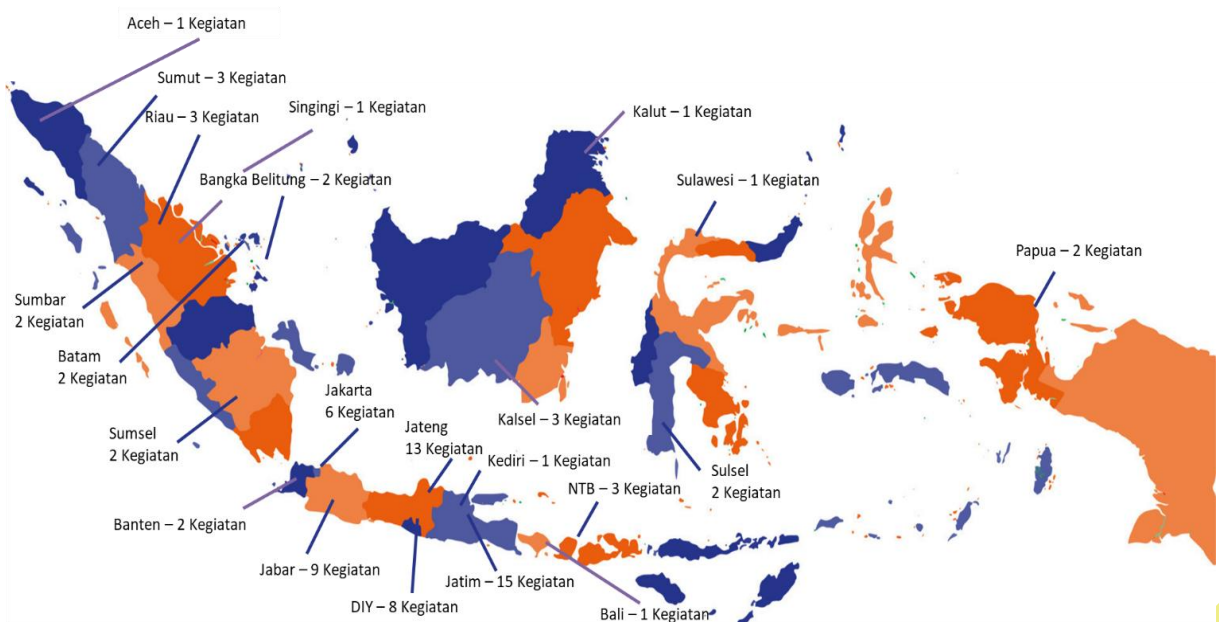 Aceh – 1 Kegiatan
Sumut – 3 Kegiatan
Riau – 3 Kegiatan
Singingi – 1 Kegiatan
Kalut – 1 Kegiatan
Bangka Belitung – 2 Kegiatan
Sulawesi – 1 Kegiatan
Papua – 2 Kegiatan
Sumbar
2 Kegiatan
Batam
2 Kegiatan
Jakarta
6 Kegiatan
Kalsel – 3 Kegiatan
Sumsel
2 Kegiatan
Jateng
13 Kegiatan
Kediri – 1 Kegiatan
Sulsel
2 Kegiatan
NTB – 3 Kegiatan
Banten – 2 Kegiatan
Jabar – 9 Kegiatan
Jatim – 15 Kegiatan
DIY – 8 Kegiatan
Bali – 1 Kegiatan